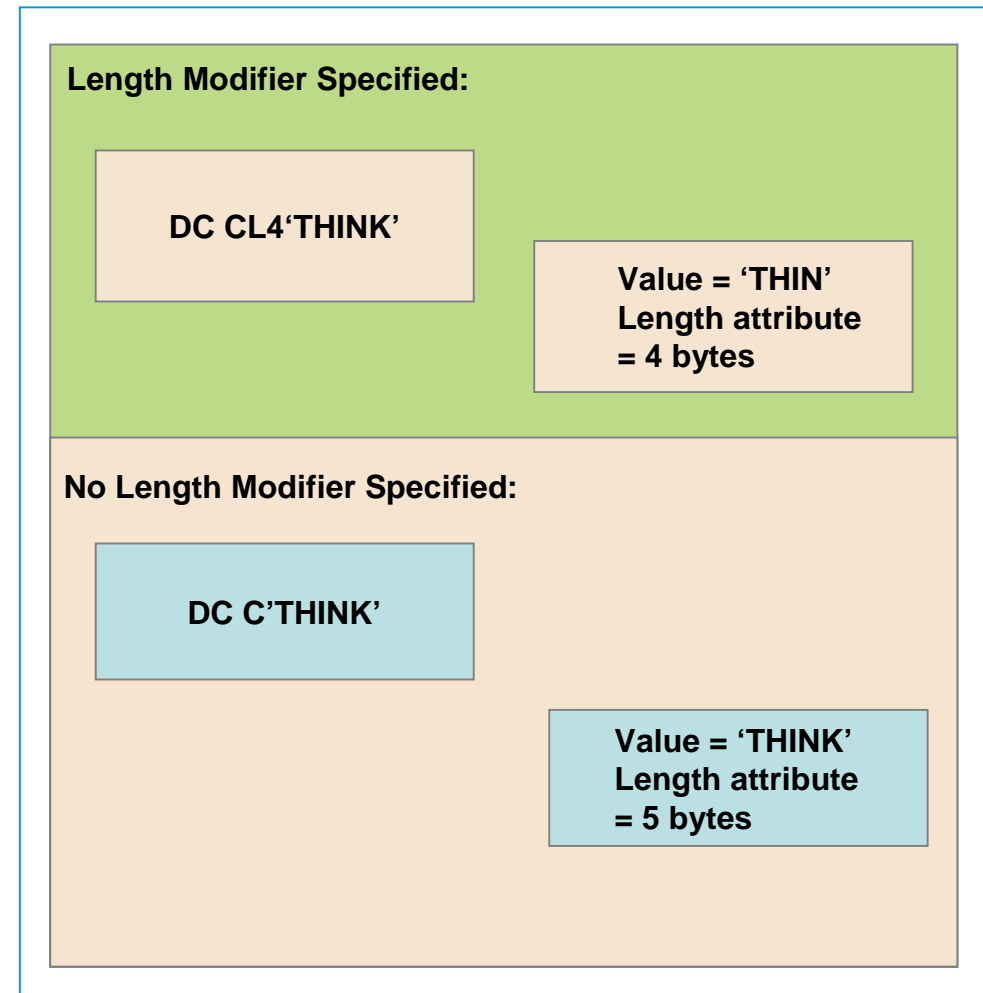 Length Modifier Specified:
DC CL4‘THINK’
Value = ‘THIN’
Length attribute
= 4 bytes
No Length Modifier Specified:
DC C’THINK’
Value = ‘THINK’
Length attribute
= 5 bytes